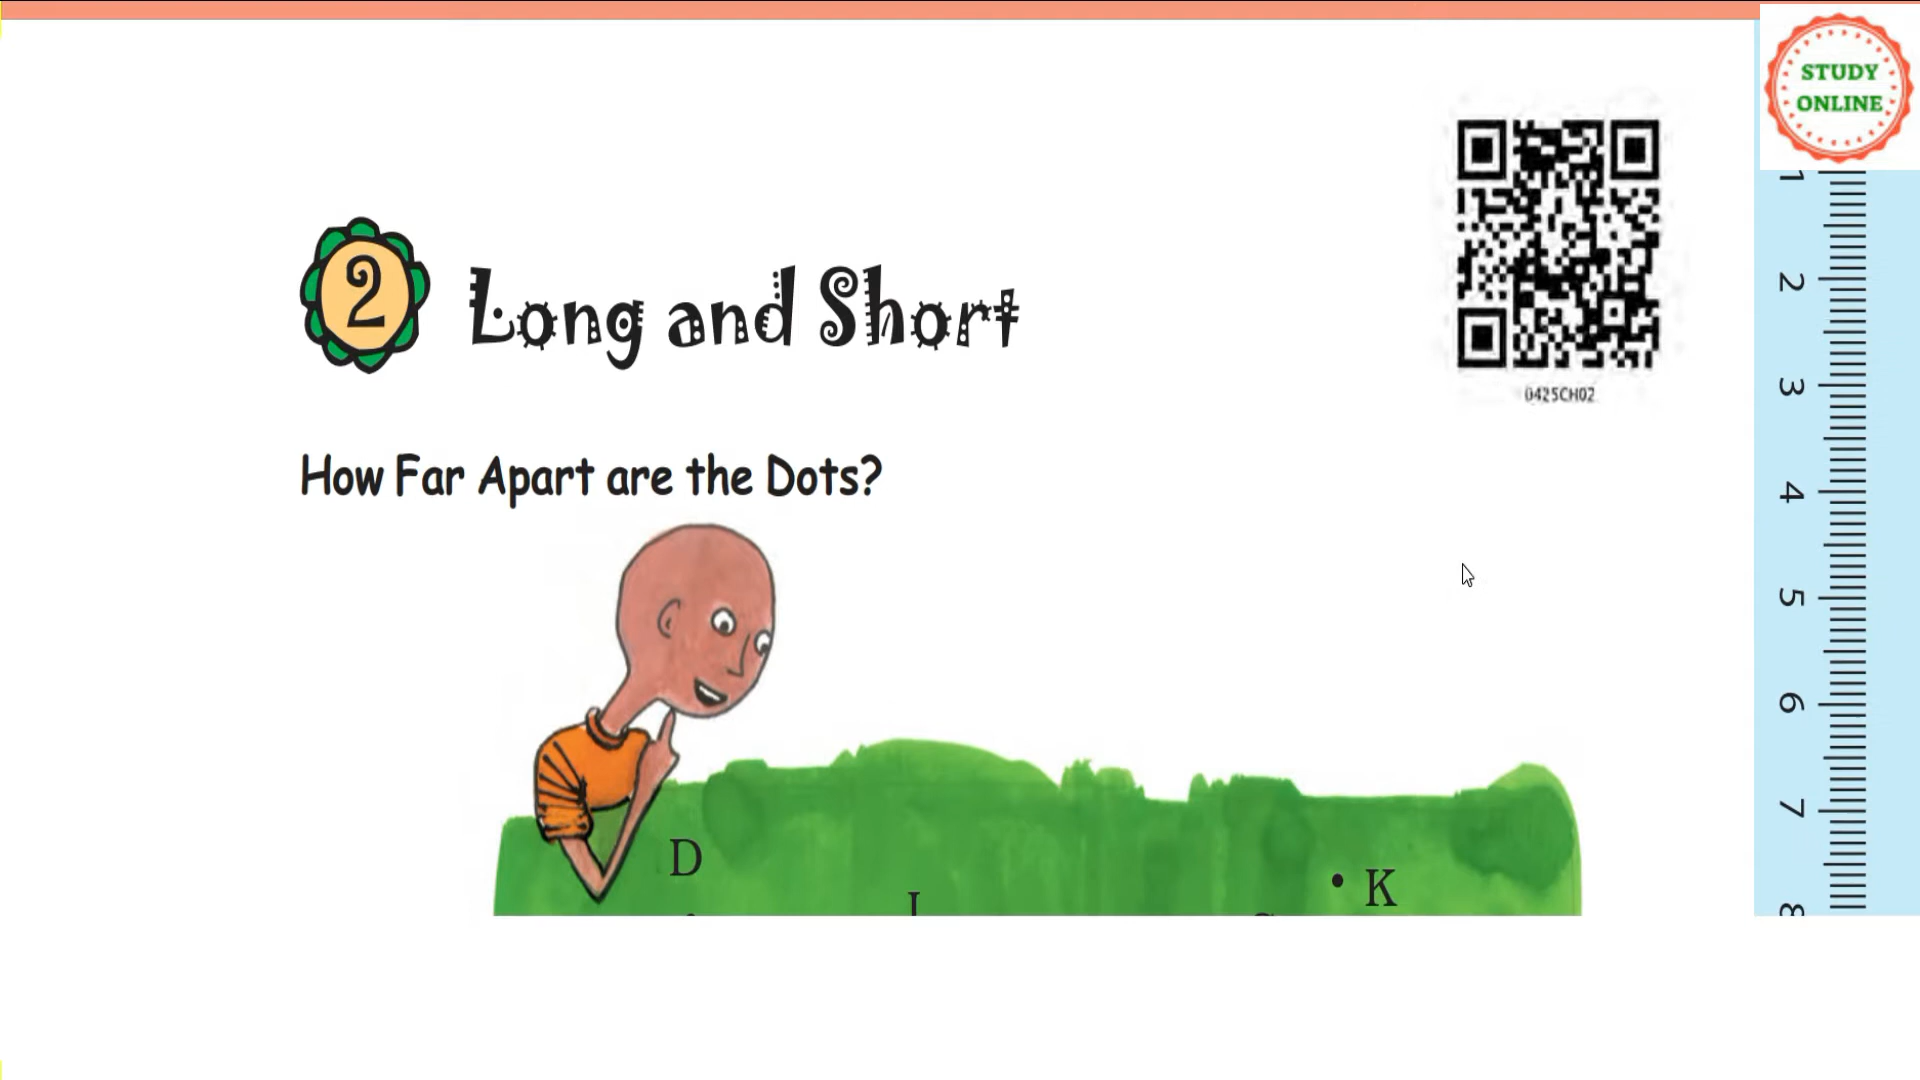 STUDY
ONLINE
0425CH02
2 Long and Short
How Far Apart are the Dots?
1
2
3
4
5
6
7
8
D
K